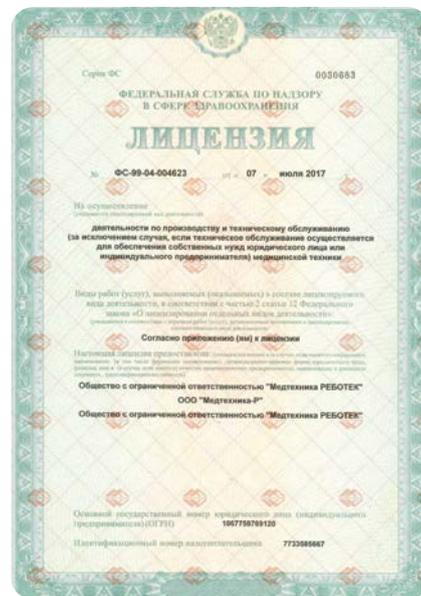 Серия ФС 0030663
ФЕДЕРАЛЬНАЯ СЛУЖБА ПО НАДЗОРУ
В СФЕРЕ ЗДРАВООХРАНЕНИЯ
ЛИЦЕНЗИЯ
№ ФС-99-04-004623 от « 07 » июля 2017
На осуществление
деятельности по производству и техническому обслуживанию
(за исключением случая, если техническое обслуживание осуществляется
для обеспечения собственных нужд юридического лица или
индивидуального предпринимателя) медицинской техники
Виды работ (услуг), выполняемых (оказываемых) в составе лицензируемого
вида деятельности, в соответствии с частью 2 статьи 12 Федерального
закона «О лицензировании отдельных видов деятельности»:
Согласно приложению (ям) к лицензии
Настоящая лицензия предоставлена
Общество с ограниченной ответственностью "Медтехника РЕБОТЕК"
ООО "Медтехника-Р"
Общество с ограниченной ответственностью "Медтехника РЕБОТЕК"
Основной государственный номер юридического лица (индивидуального
предпринимателя) (ОГРН) 1067758769120
Идентификационный номер налогоплательщика 7733585667